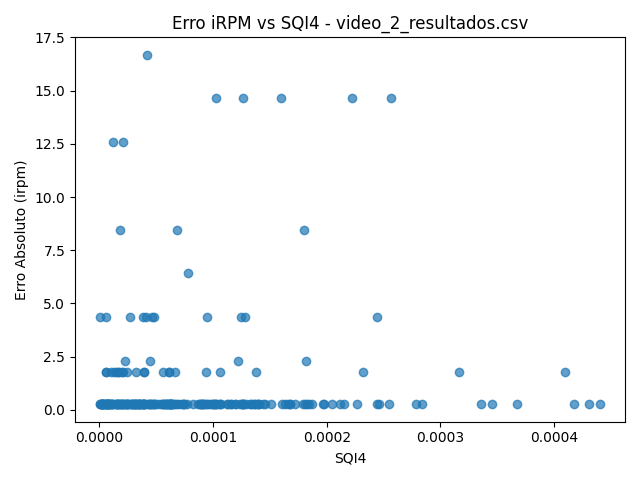 Erro iRPM vs SQI4 - video_2_resultados.csv
17.5
15.0
12.5
10.0
7.5
5.0
2.5
0.0
Erro Absoluto (irpm)
0.0000 0.0001 0.0002 0.0003 0.0004
SQI4